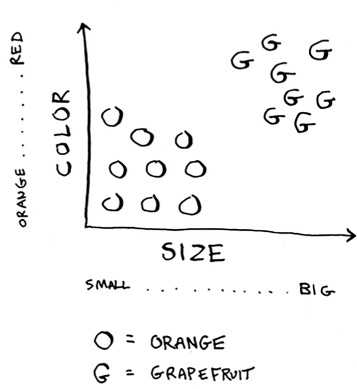 ORANGE ........ RED
COLOR
G G G
G
G G
G G
O
O O
O O O
O O O
SIZE
SMALL ........... BIG
O = ORANGE
G = GRAPEFRUIT